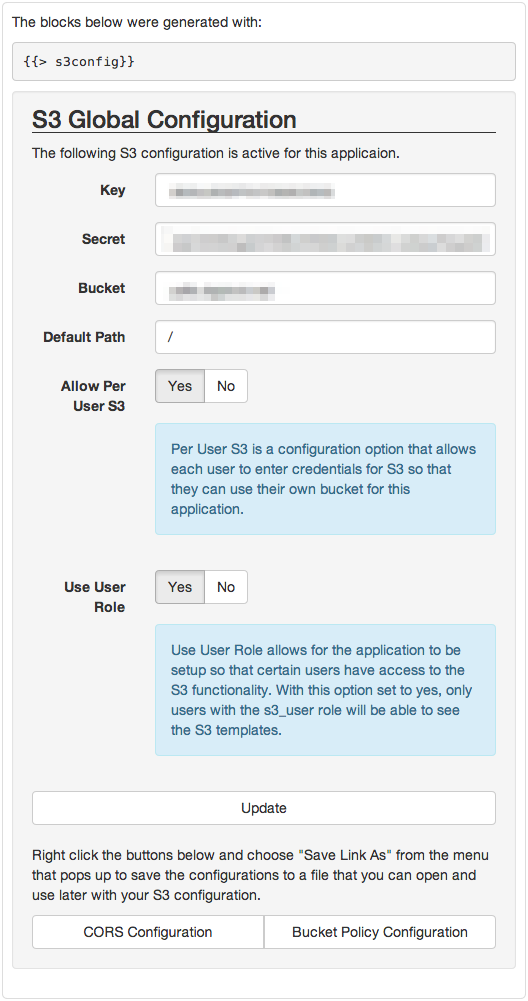 The blocks below were generated with:
{{> s3config}}
S3 Global Configuration
The following S3 configuration is active for this applicaion.
Key
Secret
Bucket
Default Path
/
Allow Per
User S3
Yes
No
Per User S3 is a configuration option that allows
each user to enter credentials for S3 so that
they can use their own bucket for this
application.
Use User
Role
Yes
No
Use User Role allows for the application to be
setup so that certain users have access to the
S3 functionality. With this option set to yes, only
users with the s3_user role will be able to see
the S3 templates.
Update
Right click the buttons below and choose "Save Link As" from the menu
that pops up to save the configurations to a file that you can open and
use later with your S3 configuration.
CORS Configuration
Bucket Policy Configuration